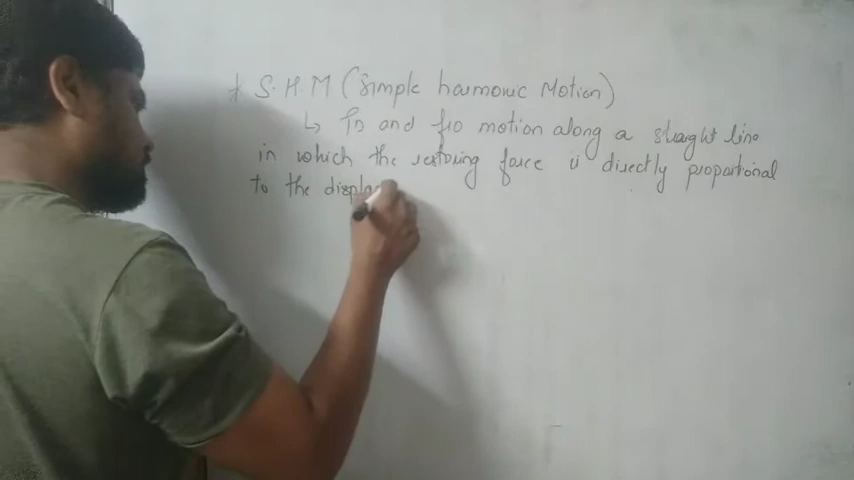 * S.H.M (Simple harmonic Motion)
↳ To and fro motion along a straight line
in which the restoring force is directly proportional
to the displa